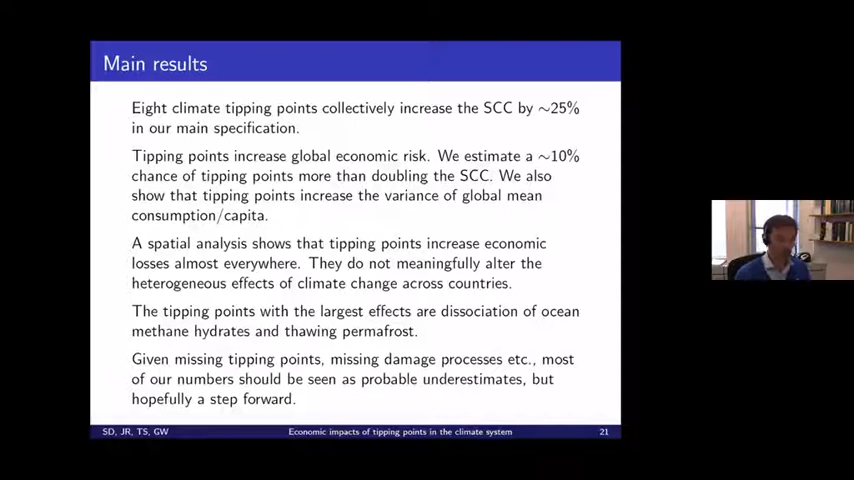 Main results
Eight climate tipping points collectively increase the SCC by ~25%
in our main specification.
Tipping points increase global economic risk. We estimate a ~10%
chance of tipping points more than doubling the SCC. We also
show that tipping points increase the variance of global mean
consumption/capita.
A spatial analysis shows that tipping points increase economic
losses almost everywhere. They do not meaningfully alter the
heterogeneous effects of climate change across countries.
The tipping points with the largest effects are dissociation of ocean
methane hydrates and thawing permafrost.
Given missing tipping points, missing damage processes etc., most
of our numbers should be seen as probable underestimates, but
hopefully a step forward.
SD, JR, TS, GW Economic impacts of tipping points in the climate system 21